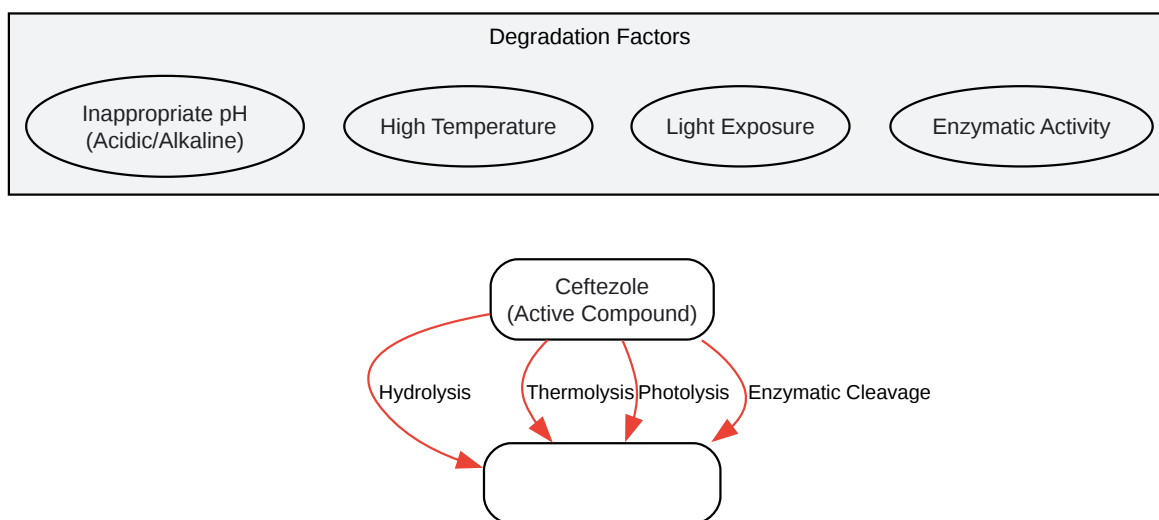 Degradation Factors
Inappropriate pH
(Acidic/Alkaline)
High Temperature
Light Exposure
Enzymatic Activity
Ceftezole
(Active Compound)
Hydrolysis
Thermolysis
Photolysis
Enzymatic Cleavage